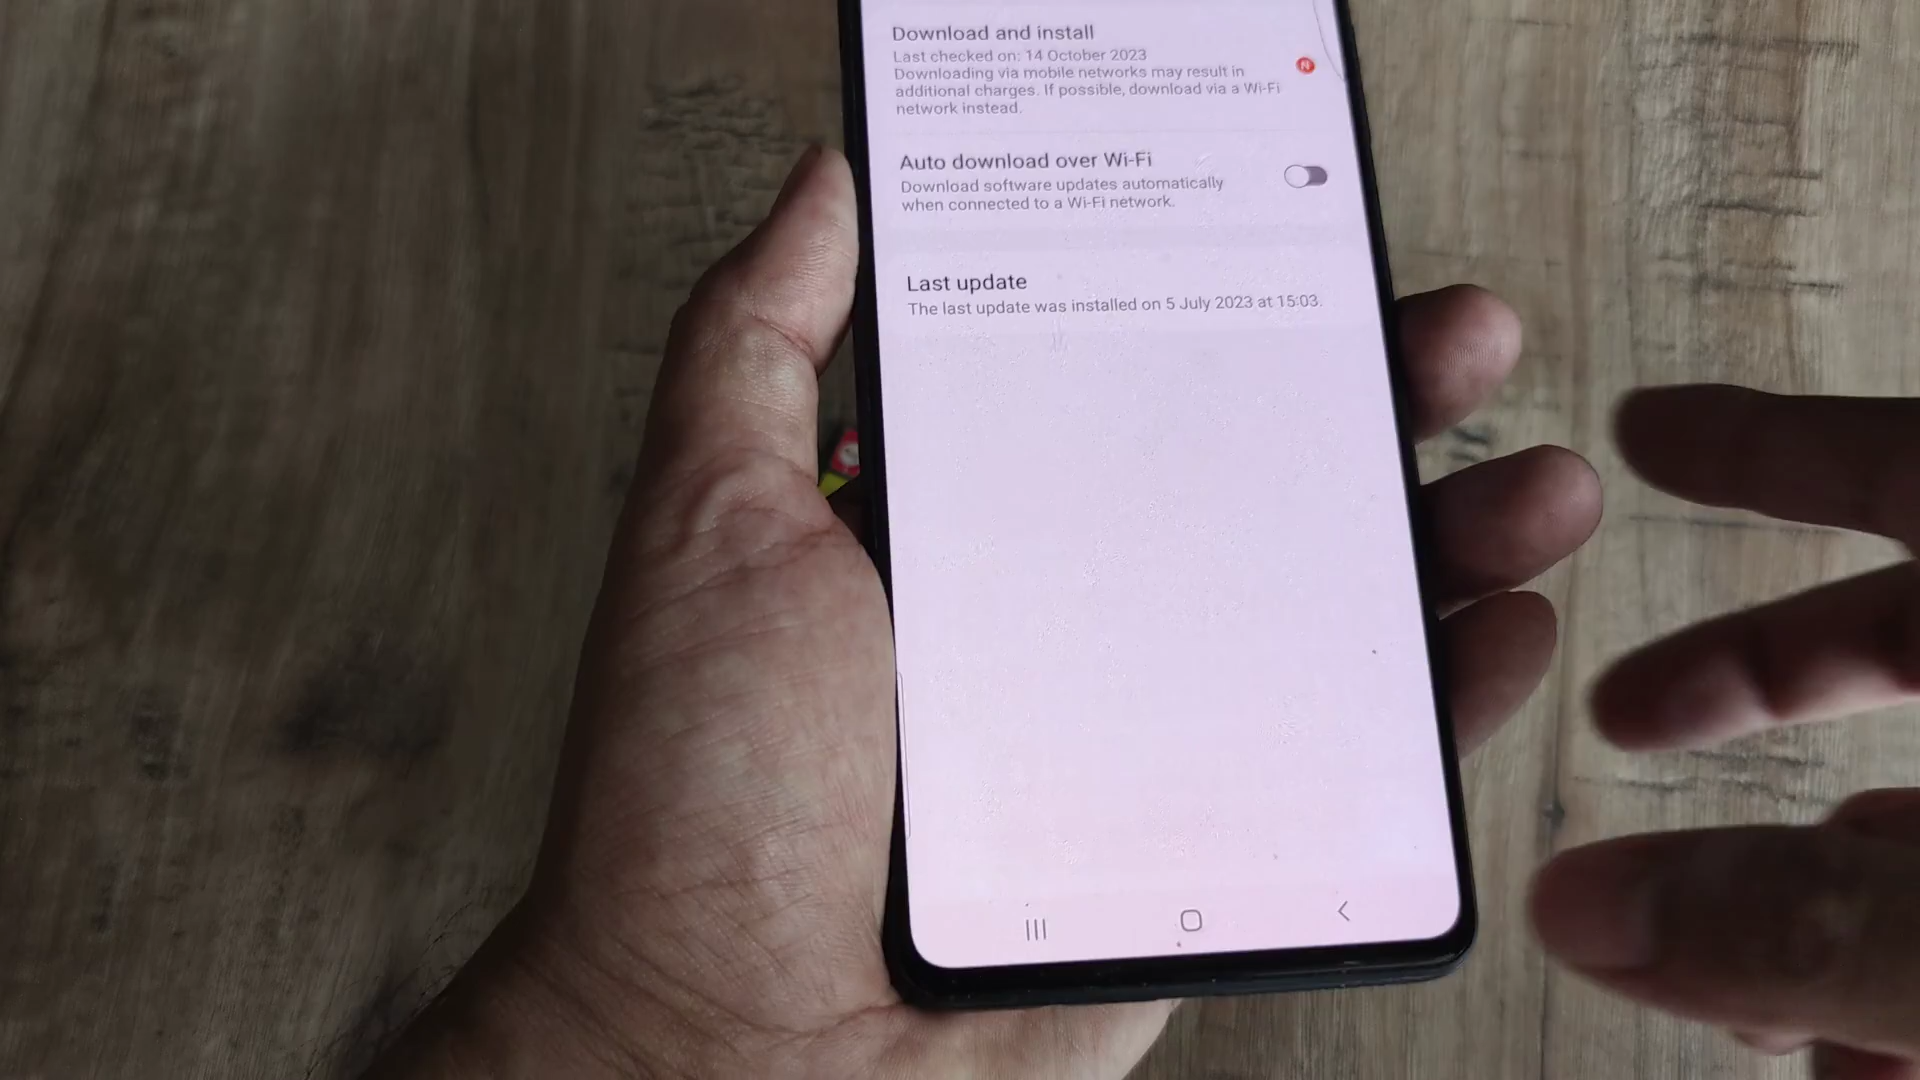 Download and install
Last checked on: 14 October 2023
Downloading via mobile networks may result in
additional charges. If possible, download via a Wi-Fi
network instead.
N
Auto download over Wi-Fi
Download software updates automatically
when connected to a Wi-Fi network.
Last update
The last update was installed on 5 July 2023 at 15:03.